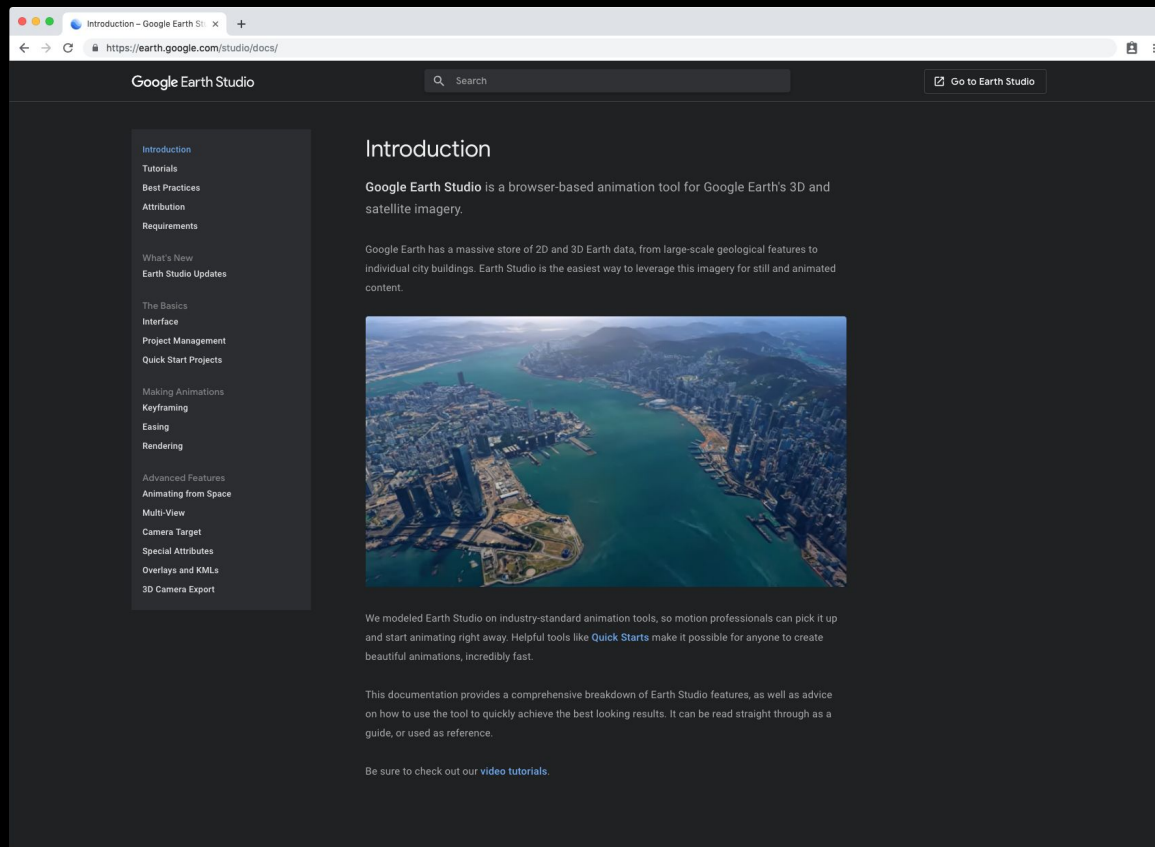 Introduction – Google Earth St
https://earth.google.com/studio/docs/
Google Earth Studio
Search
Go to Earth Studio
Introduction
Tutorials
Best Practices
Attribution
Requirements
What's New
Earth Studio Updates
The Basics
Interface
Project Management
Quick Start Projects
Making Animations
Keyframing
Easing
Rendering
Advanced Features
Animating from Space
Multi-View
Camera Target
Special Attributes
Overlays and KMLs
3D Camera Export
Introduction
Google Earth Studio is a browser-based animation tool for Google Earth's 3D and
satellite imagery.
Google Earth has a massive store of 2D and 3D Earth data, from large-scale geological features to
individual city buildings. Earth Studio is the easiest way to leverage this imagery for still and animated
content.
We modeled Earth Studio on industry-standard animation tools, so motion professionals can pick it up
and start animating right away. Helpful tools like Quick Starts make it possible for anyone to create
beautiful animations, incredibly fast.
This documentation provides a comprehensive breakdown of Earth Studio features, as well as advice
on how to use the tool to quickly achieve the best looking results. It can be read straight through as a
guide, or used as reference.
Be sure to check out our video tutorials.